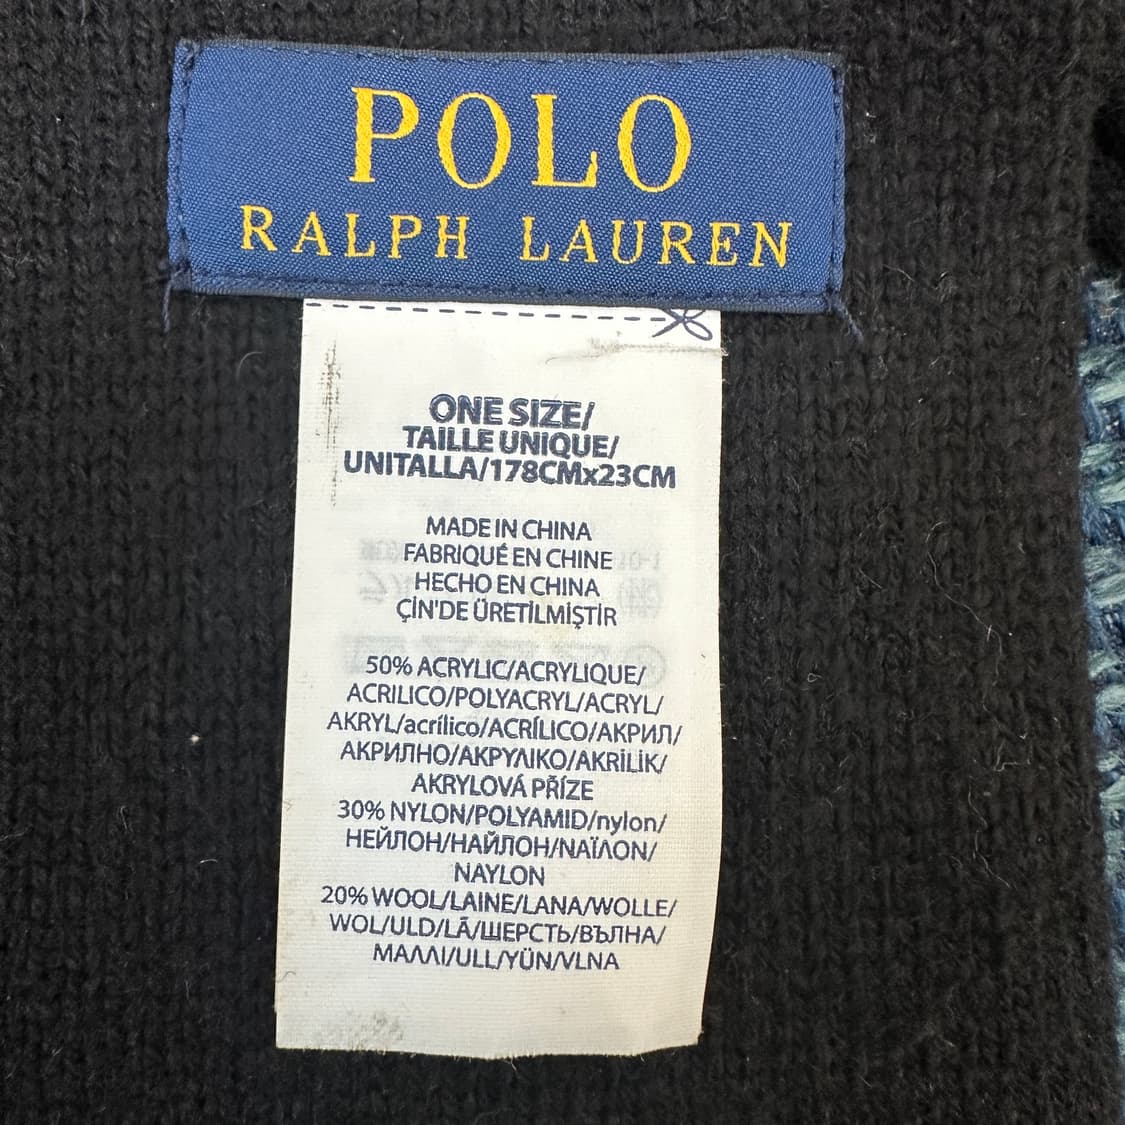 POLO
RALPH LAUREN
ONE SIZE/
TAILLE UNIQUE/
UNITALLA/178CMx23CM
MADE IN CHINA
FABRIQUÉ EN CHINE
HECHO EN CHINA
ÇİN'DE ÜRETİLMİŞTİR
50% ACRYLIC/ACRYLIQUE/
ACRILICO/POLYACRYL/ACRYL/
AKRYL/acrílico/ACRÍLICO/АКРИЛ/
АКРИЛНО/ΑΚΡΥΛΙΚΟ/AKRİLİK/
AKRYLOVÁ PŘÍZE
30% NYLON/POLYAMID/nylon/
НЕЙЛОН/НАЙЛОН/ΝΑΪΛΟΝ/
NAYLON
20% WOOL/LAINE/LANA/WOLLE/
WOL/ULD/LÃ/ШЕРСТЬ/ВЪЛНА/
ΜΑΛΛΙ/ULL/YÜN/VLNA